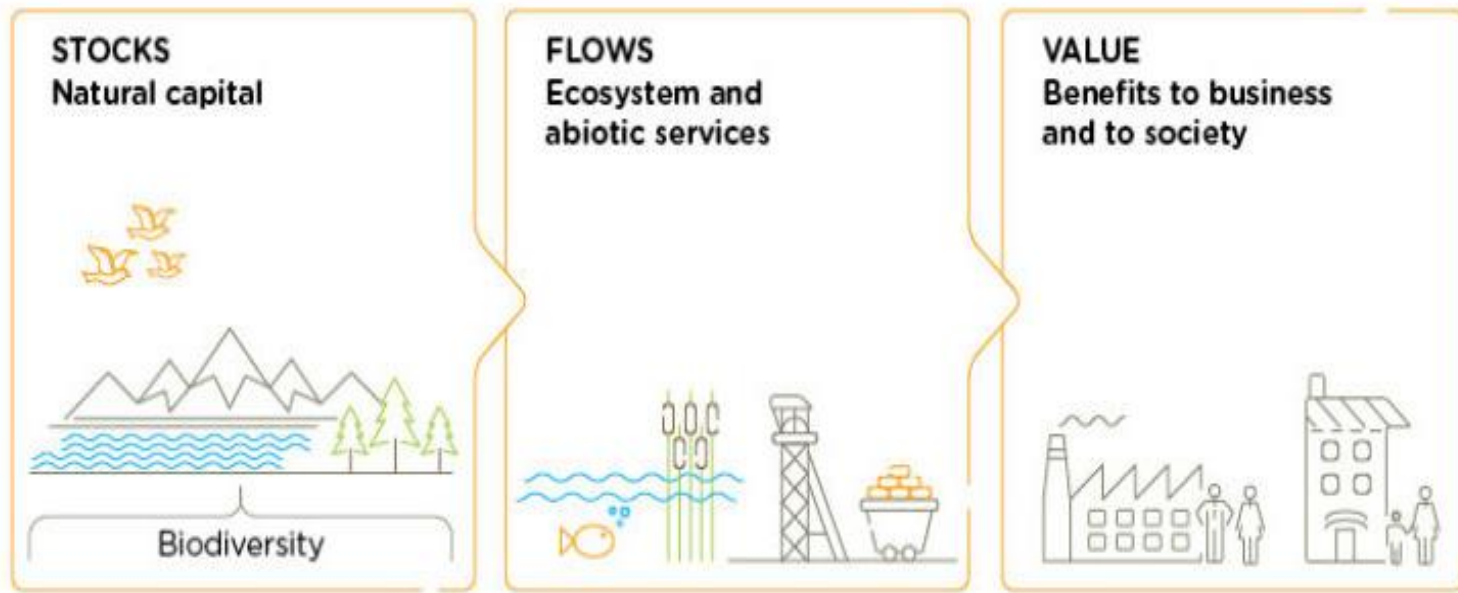 STOCKS
Natural capital
FLOWS
Ecosystem and
abiotic services
VALUE
Benefits to business
and to society
Biodiversity